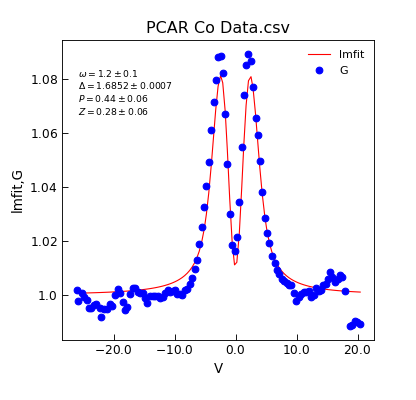 PCAR Co Data.csv
ω = 1.2 ± 0.1
Δ = 1.6852 ± 0.0007
P = 0.44 ± 0.06
Z = 0.28 ± 0.06
lmfit
G
lmfit,G
1.08
1.06
1.04
1.02
1.0
−20.0 −10.0 0.0 10.0 20.0
V